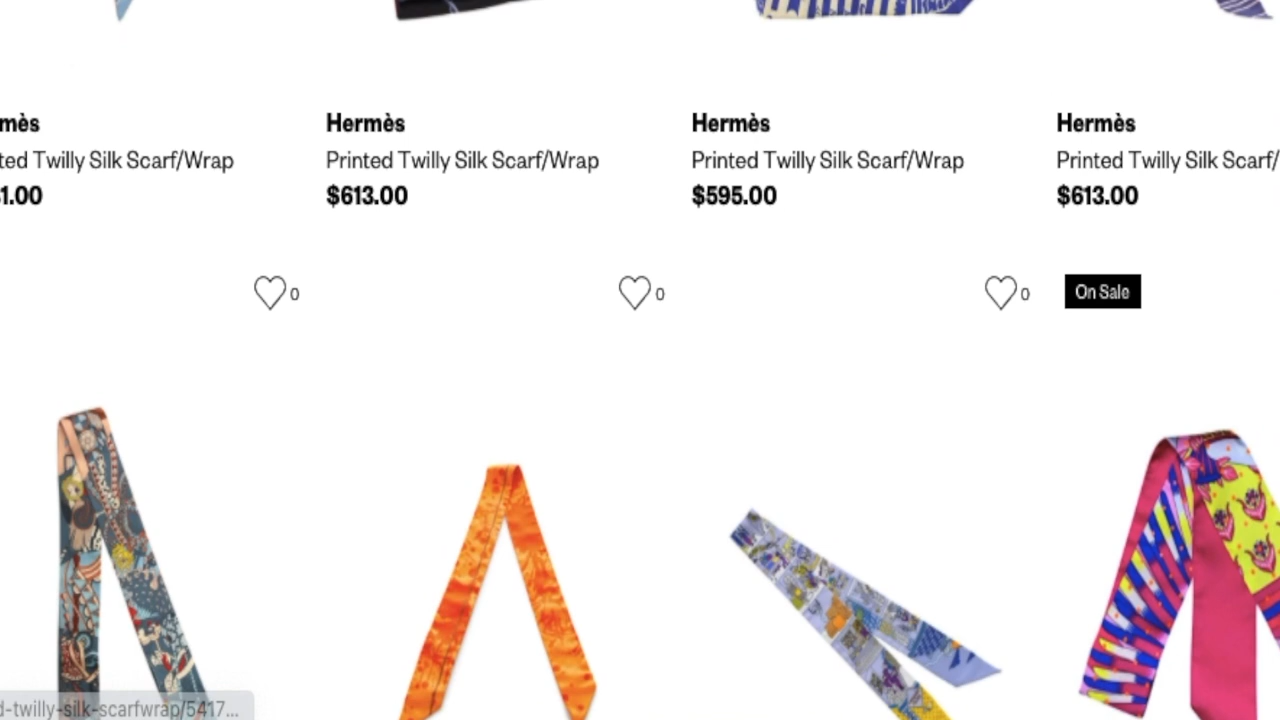 mès
ted Twilly Silk Scarf/Wrap
1.00
Hermès
Printed Twilly Silk Scarf/Wrap
$613.00
Hermès
Printed Twilly Silk Scarf/Wrap
$595.00
Hermès
Printed Twilly Silk Scarf/
$613.00
0
0
0
On Sale
d-twilly-silk-scarfwrap/5417...